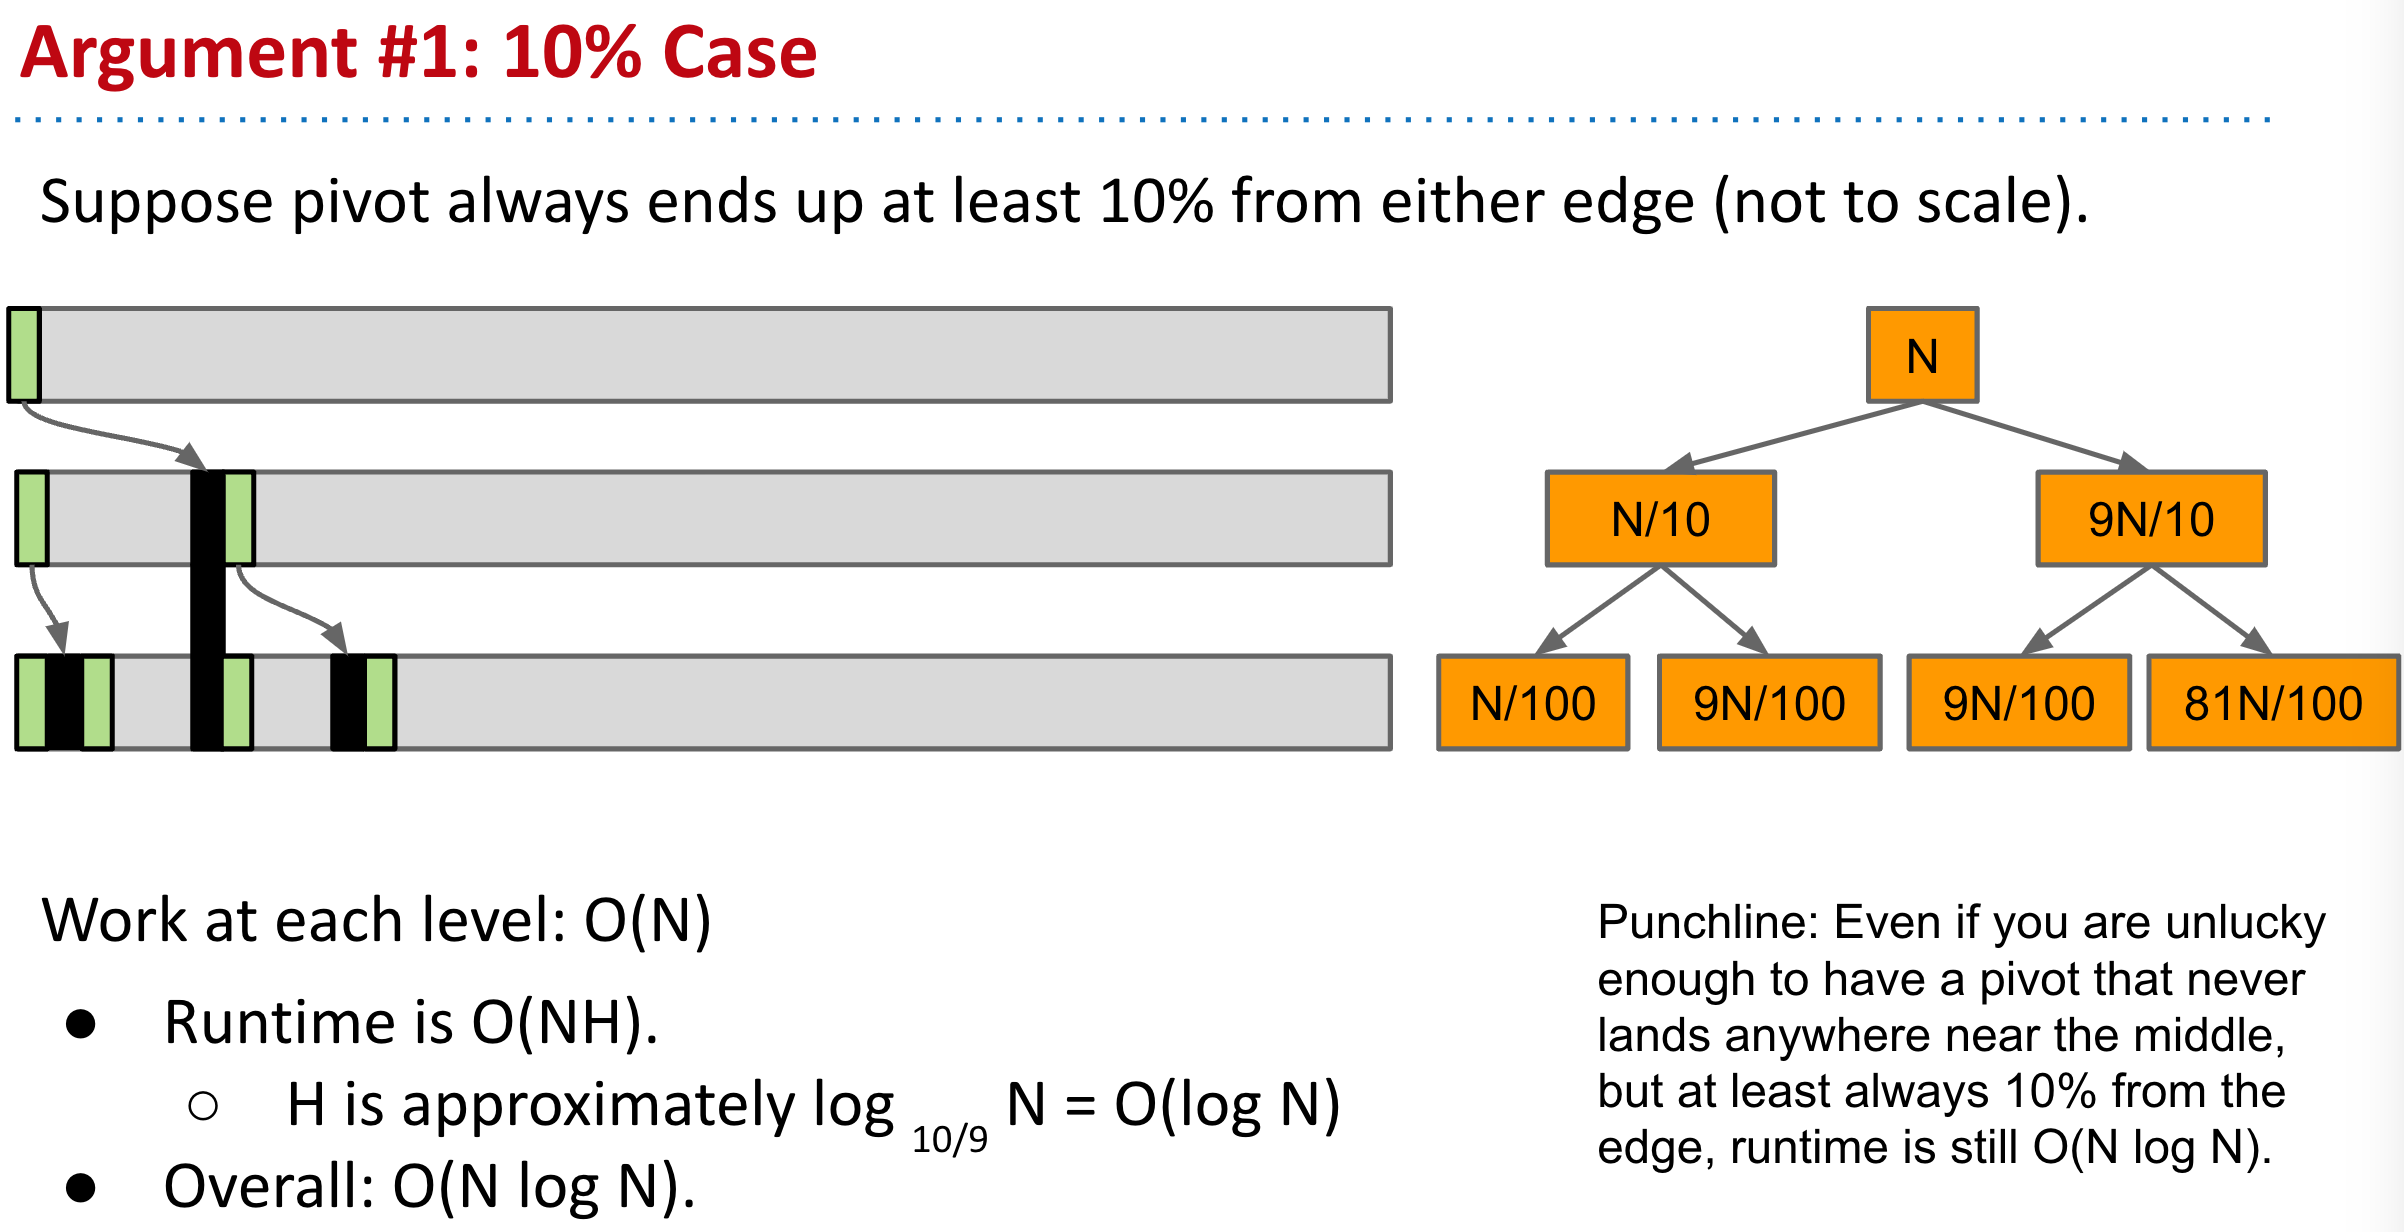 Argument #1: 10% Case
Suppose pivot always ends up at least 10% from either edge (not to scale).
N
N/10
9N/10
N/100
9N/100
9N/100
81N/100
Work at each level: O(N)
● Runtime is O(NH).
○ H is approximately log 10/9 N = O(log N)
● Overall: O(N log N).
Punchline: Even if you are unlucky
enough to have a pivot that never
lands anywhere near the middle,
but at least always 10% from the
edge, runtime is still O(N log N).